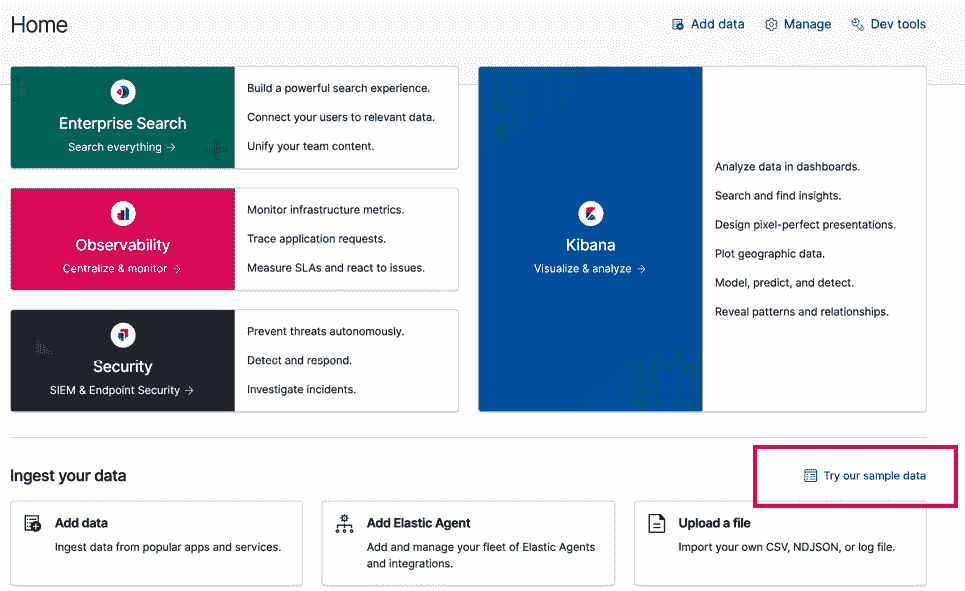 Home
Add data
Manage
Dev tools
Enterprise Search
Search everything →
Build a powerful search experience.
Connect your users to relevant data.
Unify your team content.
Observability
Centralize & monitor →
Monitor infrastructure metrics.
Trace application requests.
Measure SLAs and react to issues.
Security
SIEM & Endpoint Security →
Prevent threats autonomously.
Detect and respond.
Investigate incidents.
Kibana
Visualize & analyze →
Analyze data in dashboards.
Search and find insights.
Design pixel-perfect presentations.
Plot geographic data.
Model, predict, and detect.
Reveal patterns and relationships.
Ingest your data
Try our sample data
Add data
Ingest data from popular apps and services.
Add Elastic Agent
Add and manage your fleet of Elastic Agents
and integrations.
Upload a file
Import your own CSV, NDJSON, or log file.